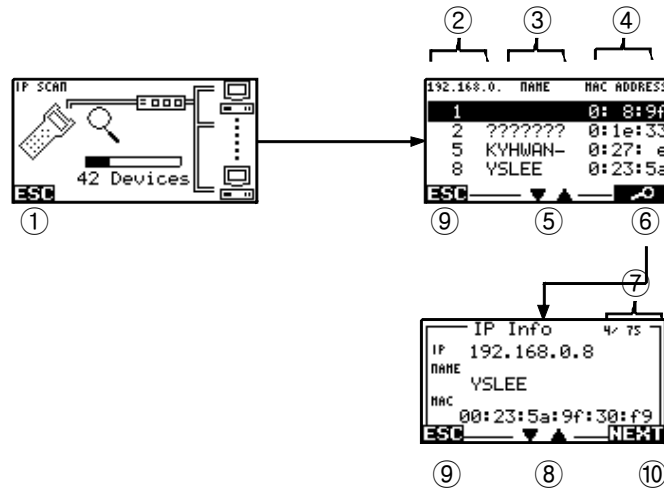 ② ③ ④
IP SCAN
42 Devices
ESC
①
192.168.0. NAME MAC ADDRESS
1 0: 8:9f
2 ??????? 0:1e:33
5 KYHWAN- 0:27: e
8 YSLEE 0:23:5a
ESC ▼ ▲
⑨ ⑤ ⑥
⑦
IP Info 4/ 75
IP 192.168.0.8
NAME
YSLEE
MAC
00:23:5a:9f:30:f9
ESC ▼ ▲ NEXT
⑨ ⑧ ⑩